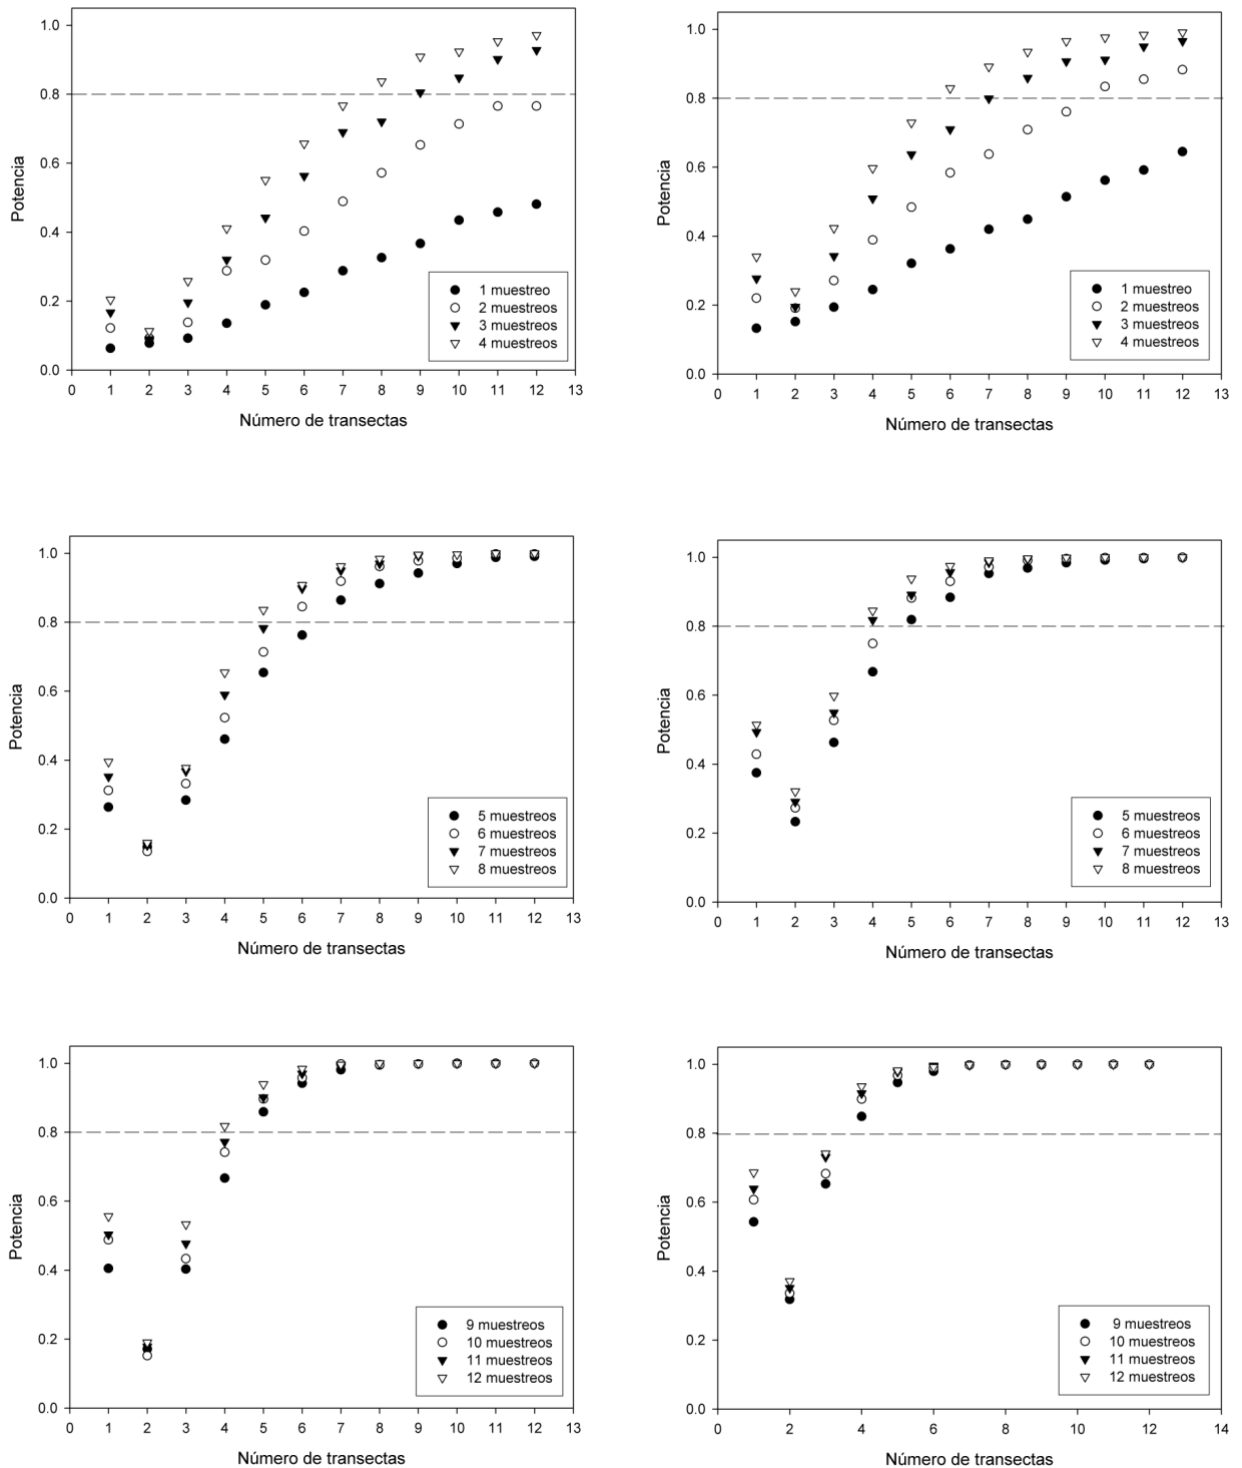 1.0
0.8
0.6
0.4
0.2
0.0
Potencia
0 1 2 3 4 5 6 7 8 9 10 11 12 13
Número de transectas
1 muestreo
2 muestreos
3 muestreos
4 muestreos
1.0
0.8
0.6
0.4
0.2
0.0
Potencia
0 1 2 3 4 5 6 7 8 9 10 11 12 13
Número de transectas
1 muestreo
2 muestreos
3 muestreos
4 muestreos
1.0
0.8
0.6
0.4
0.2
0.0
Potencia
0 1 2 3 4 5 6 7 8 9 10 11 12 13
Número de transectas
5 muestreos
6 muestreos
7 muestreos
8 muestreos
1.0
0.8
0.6
0.4
0.2
0.0
Potencia
0 1 2 3 4 5 6 7 8 9 10 11 12 13
Número de transectas
5 muestreos
6 muestreos
7 muestreos
8 muestreos
1.0
0.8
0.6
0.4
0.2
0.0
Potencia
0 1 2 3 4 5 6 7 8 9 10 11 12 13
Número de transectas
9 muestreos
10 muestreos
11 muestreos
12 muestreos
1.0
0.8
0.6
0.4
0.2
0.0
Potencia
0 2 4 6 8 10 12 14
Número de transectas
9 muestreos
10 muestreos
11 muestreos
12 muestreos